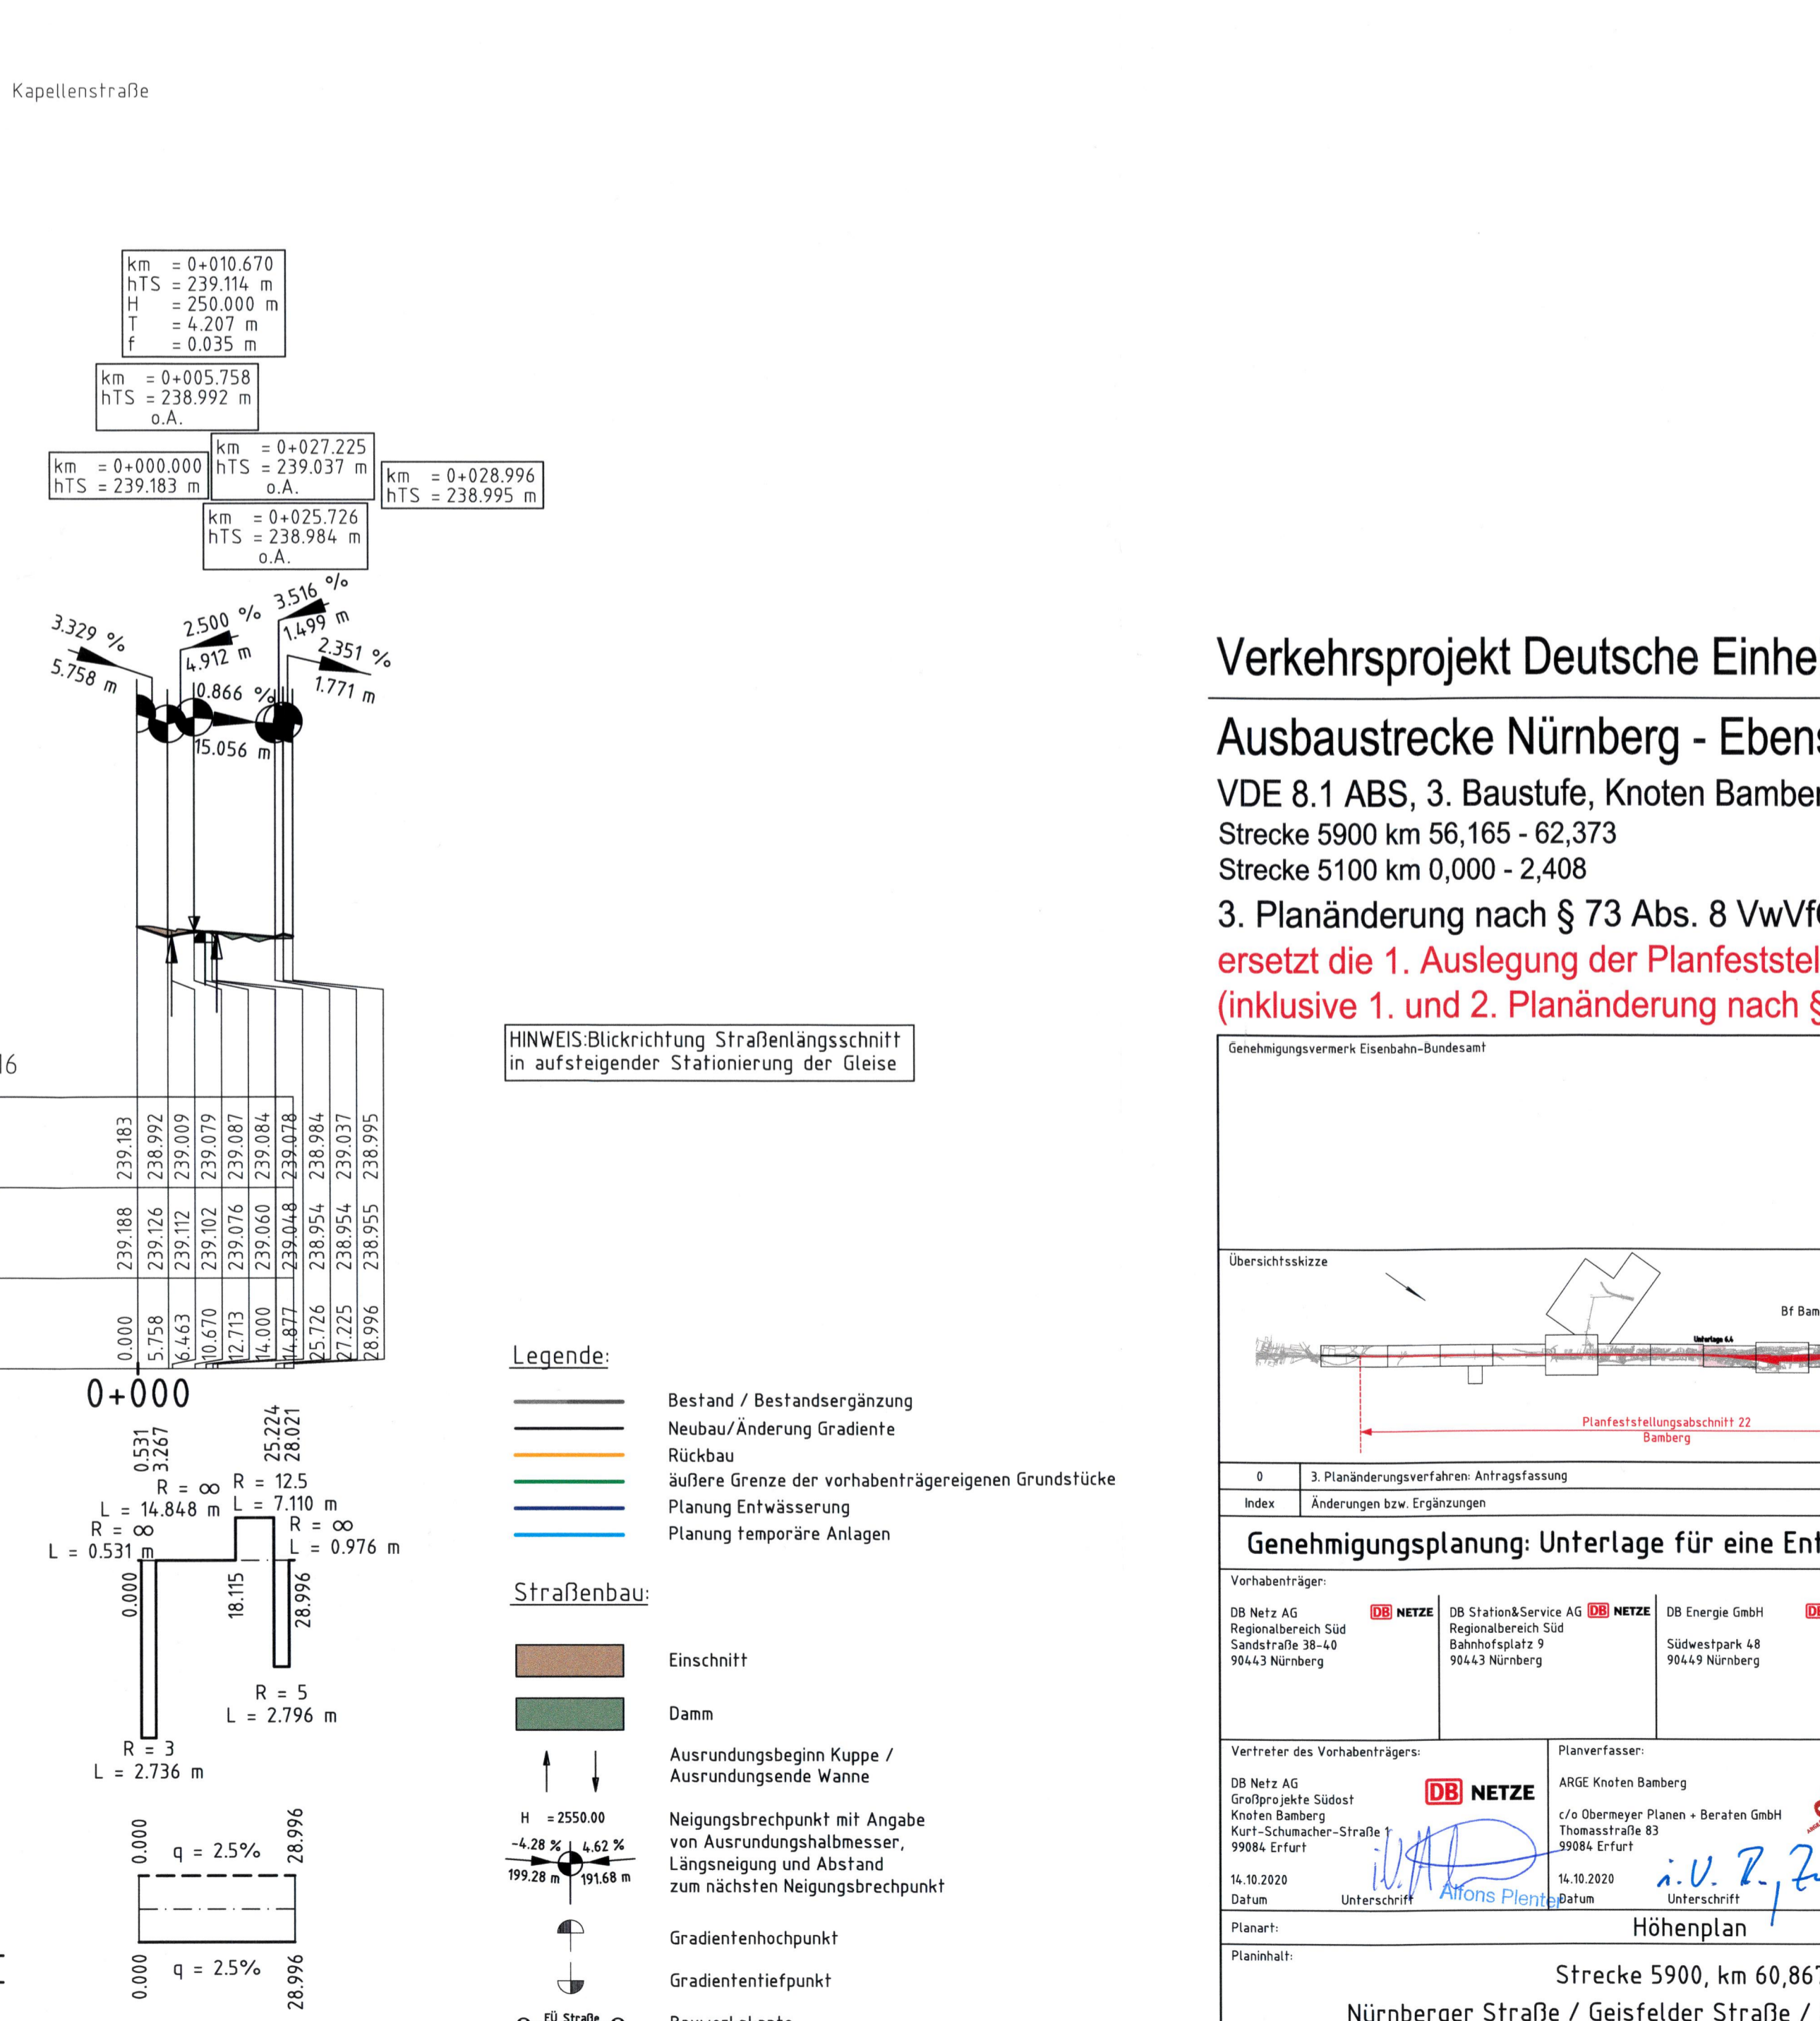 Kapellenstraße
km = 0+010.670
hTS = 239.114 m
H = 250.000 m
T = 4.207 m
f = 0.035 m
km = 0+005.758
hTS = 238.992 m
o.A.
km = 0+000.000
hTS = 239.183 m
km = 0+027.225
hTS = 239.037 m
o.A.
km = 0+028.996
hTS = 238.995 m
km = 0+025.726
hTS = 238.984 m
o.A.
3.329 %
5.758 m
2.500 %
4.912 m
3.516 %
1.499 m
2.351 %
1.771 m
0.866 %
15.056 m
HINWEIS:Blickrichtung Straßenlängsschnitt
in aufsteigender Stationierung der Gleise
16
239.183 238.992 239.009 239.079 239.087 239.084 239.078 238.984 239.037 238.995
239.188 239.126 239.112 239.102 239.076 239.060 239.048 238.954 238.954 238.955
0.000 5.758 6.463 10.670 12.713 14.000 14.877 25.726 27.225 28.996
0+000
0.531
3.267
25.224
28.021
R = ∞
L = 14.848 m
R = 12.5
L = 7.110 m
R = ∞
L = 0.531 m
R = ∞
L = 0.976 m
0.000
18.115
28.996
R = 5
L = 2.796 m
R = 3
L = 2.736 m
0.000
q = 2.5%
28.996
0.000
q = 2.5%
28.996
Legende:
Bestand / Bestandsergänzung
Neubau/Änderung Gradiente
Rückbau
äußere Grenze der vorhabenträgereigenen Grundstücke
Planung Entwässerung
Planung temporäre Anlagen
Straßenbau:
Einschnitt
Damm
Ausrundungsbeginn Kuppe /
Ausrundungsende Wanne
H = 2550.00
-4.28 % 4.62 %
199.28 m 191.68 m
Neigungsbrechpunkt mit Angabe
von Ausrundungshalbmesser,
Längsneigung und Abstand
zum nächsten Neigungsbrechpunkt
Gradientenhochpunkt
Gradiententiefpunkt
EÜ Straße
Verkehrsprojekt Deutsche Einhe
Ausbaustrecke Nürnberg - Ebens
VDE 8.1 ABS, 3. Baustufe, Knoten Bamber
Strecke 5900 km 56,165 - 62,373
Strecke 5100 km 0,000 - 2,408
3. Planänderung nach § 73 Abs. 8 VwVfG
ersetzt die 1. Auslegung der Planfeststel
(inklusive 1. und 2. Planänderung nach §
Genehmigungsvermerk Eisenbahn-Bundesamt
Übersichtsskizze
Bf Bam
Unterlage 6.4
Planfeststellungsabschnitt 22
Bamberg
0 3. Planänderungsverfahren: Antragsfassung
Index Änderungen bzw. Ergänzungen
Genehmigungsplanung: Unterlage für eine Ent
Vorhabenträger:
DB Netz AG
Regionalbereich Süd
Sandstraße 38-40
90443 Nürnberg
DB NETZE
DB Station&Service AG
Regionalbereich Süd
Bahnhofsplatz 9
90443 Nürnberg
DB NETZE
DB Energie GmbH
Südwestpark 48
90449 Nürnberg
Vertreter des Vorhabenträgers:
DB Netz AG
Großprojekte Südost
Knoten Bamberg
Kurt-Schumacher-Straße 1
99084 Erfurt
DB NETZE
14.10.2020
Datum Unterschrift
Alfons Plenter
Planverfasser:
ARGE Knoten Bamberg
c/o Obermeyer Planen + Beraten GmbH
Thomasstraße 83
99084 Erfurt
14.10.2020
i.V.
Datum Unterschrift
Planart:
Höhenplan
Planinhalt:
Strecke 5900, km 60,867
Nürnberger Straße / Geisfelder Straße /